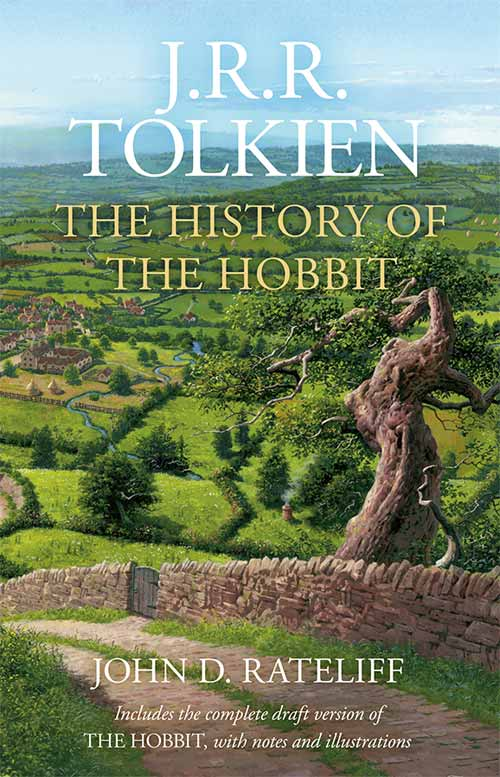 J.R.R.
TOLKIEN
THE HISTORY OF
THE HOBBIT
JOHN D. RATELIFF
Includes the complete draft version of
THE HOBBIT, with notes and illustrations